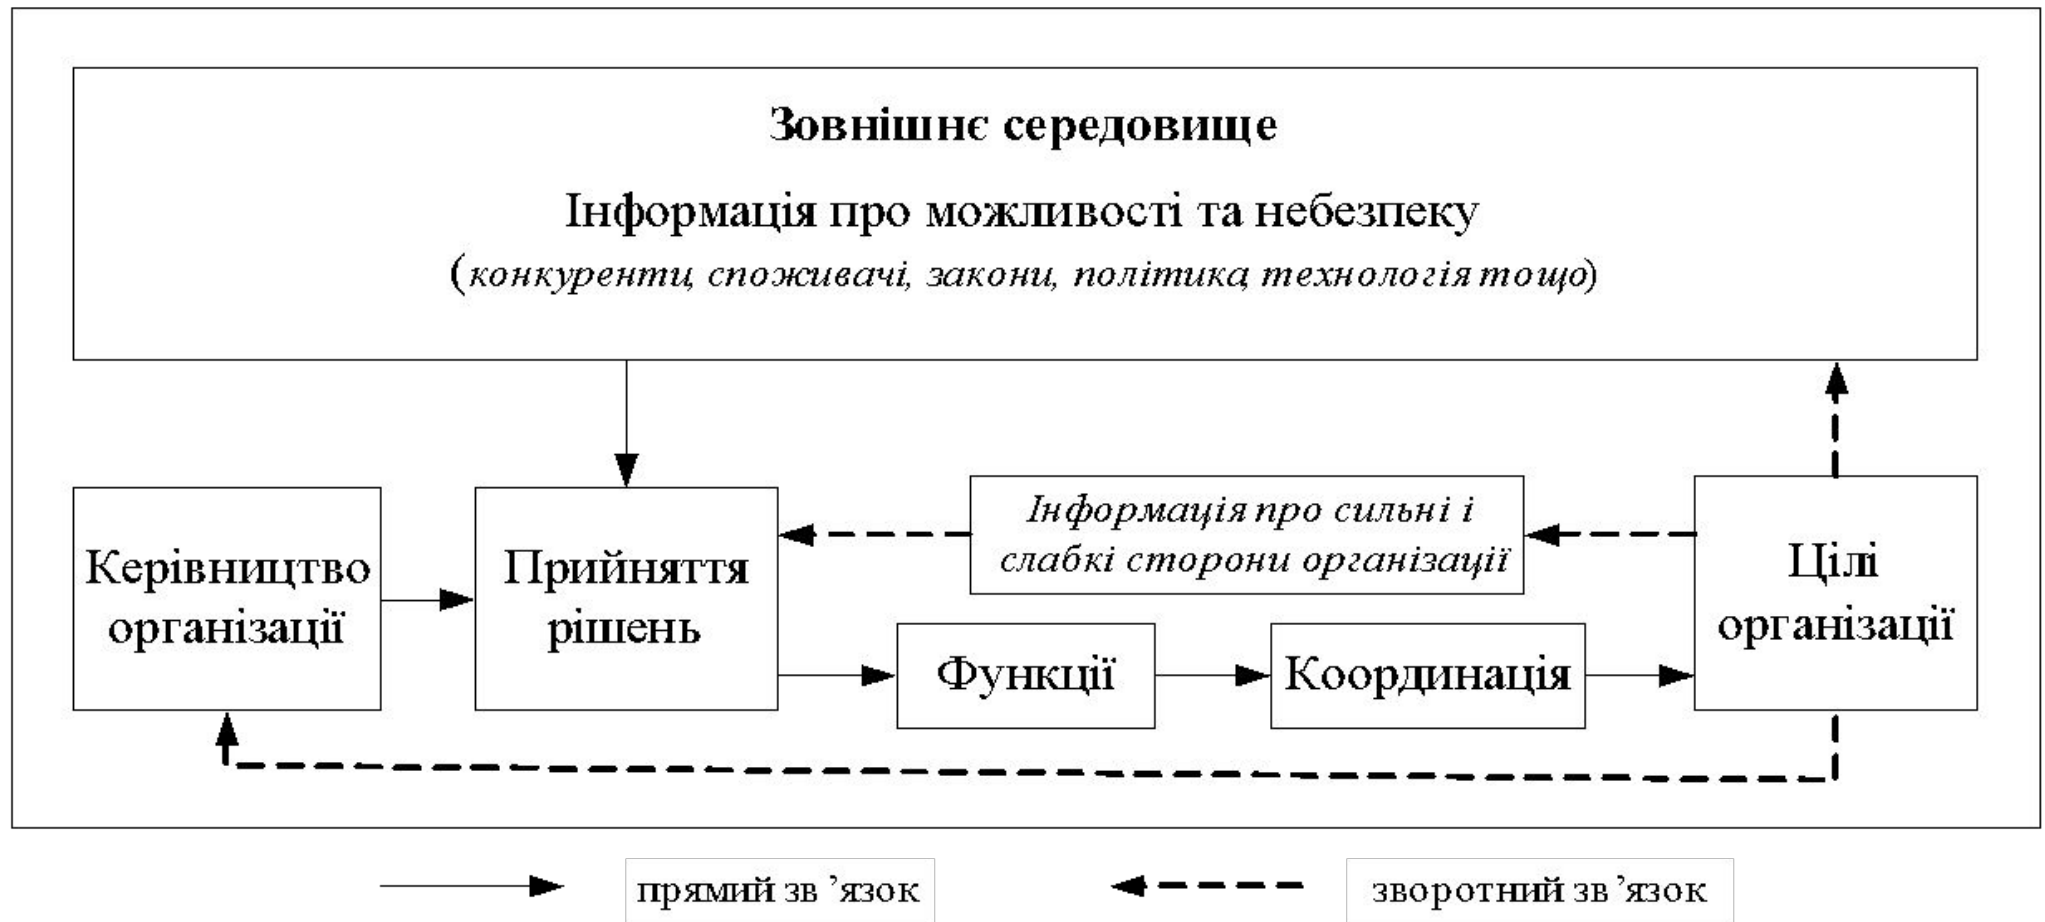 Зовнішнє середовище
Інформація про можливості та небезпеку
(конкуренти, споживачі, закони, політика, технологія тощо)
Керівництво
організації
Прийняття
рішень
Інформація про сильні і
слабкі сторони організації
Функції
Координація
Цілі
організації
прямий зв’язок
зворотний зв’язок